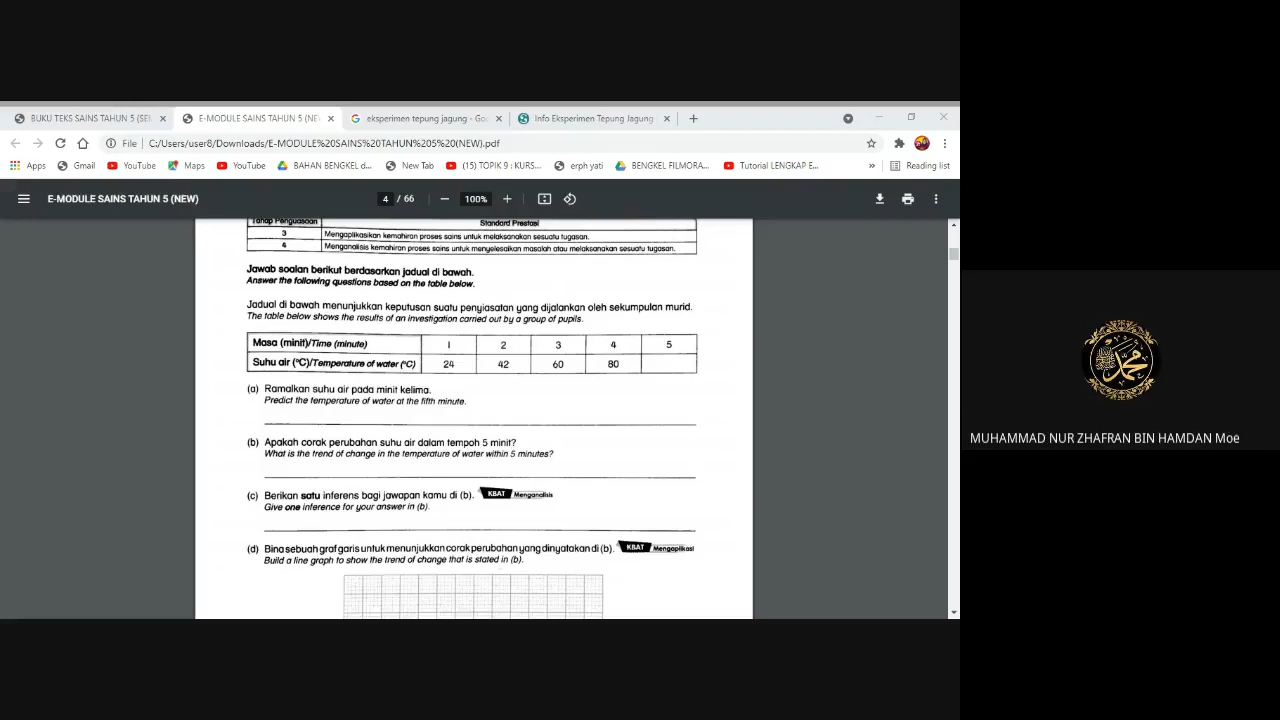 BUKU TEKS SAINS TAHUN 5 (SEI
E-MODULE SAINS TAHUN 5 (NEV
eksperimen tepung jagung - Go
Info Eksperimen Tepung Jagung
File C:/Users/user8/Downloads/E-MODULE%20SAINS%20TAHUN%205%20(NEW).pdf
Apps Gmail YouTube Maps YouTube BAHAN BENGKEL d... New Tab (15) TOPIK 9 : KURS... erph yati BENGKEL FILMORA... Tutorial LENGKAP E... » Reading list
E-MODULE SAINS TAHUN 5 (NEW) 4 / 66 100%
Tahap Penguasaan Standard Prestasi
3 Mengaplikasikan kemahiran proses sains untuk melaksanakan sesuatu tugasan.
4 Menganalisis kemahiran proses sains untuk menyelesaikan masalah atau melaksanakan sesuatu tugasan.
Jawab soalan berikut berdasarkan jadual di bawah.
Answer the following questions based on the table below.
Jadual di bawah menunjukkan keputusan suatu penyiasatan yang dijalankan oleh sekumpulan murid.
The table below shows the results of an investigation carried out by a group of pupils.
Masa (minit)/Time (minute) 1 2 3 4 5
Suhu air (°C)/Temperature of water (°C) 24 42 60 80
(a) Ramalkan suhu air pada minit kelima.
Predict the temperature of water at the fifth minute.
(b) Apakah corak perubahan suhu air dalam tempoh 5 minit?
What is the trend of change in the temperature of water within 5 minutes?
(c) Berikan satu inferens bagi jawapan kamu di (b). KBAT Menganalisis
Give one inference for your answer in (b).
(d) Bina sebuah graf garis untuk menunjukkan corak perubahan yang dinyatakan di (b). KBAT Mengaplikasi
Build a line graph to show the trend of change that is stated in (b).
محمد
MUHAMMAD NUR ZHAFRAN BIN HAMDAN Moe